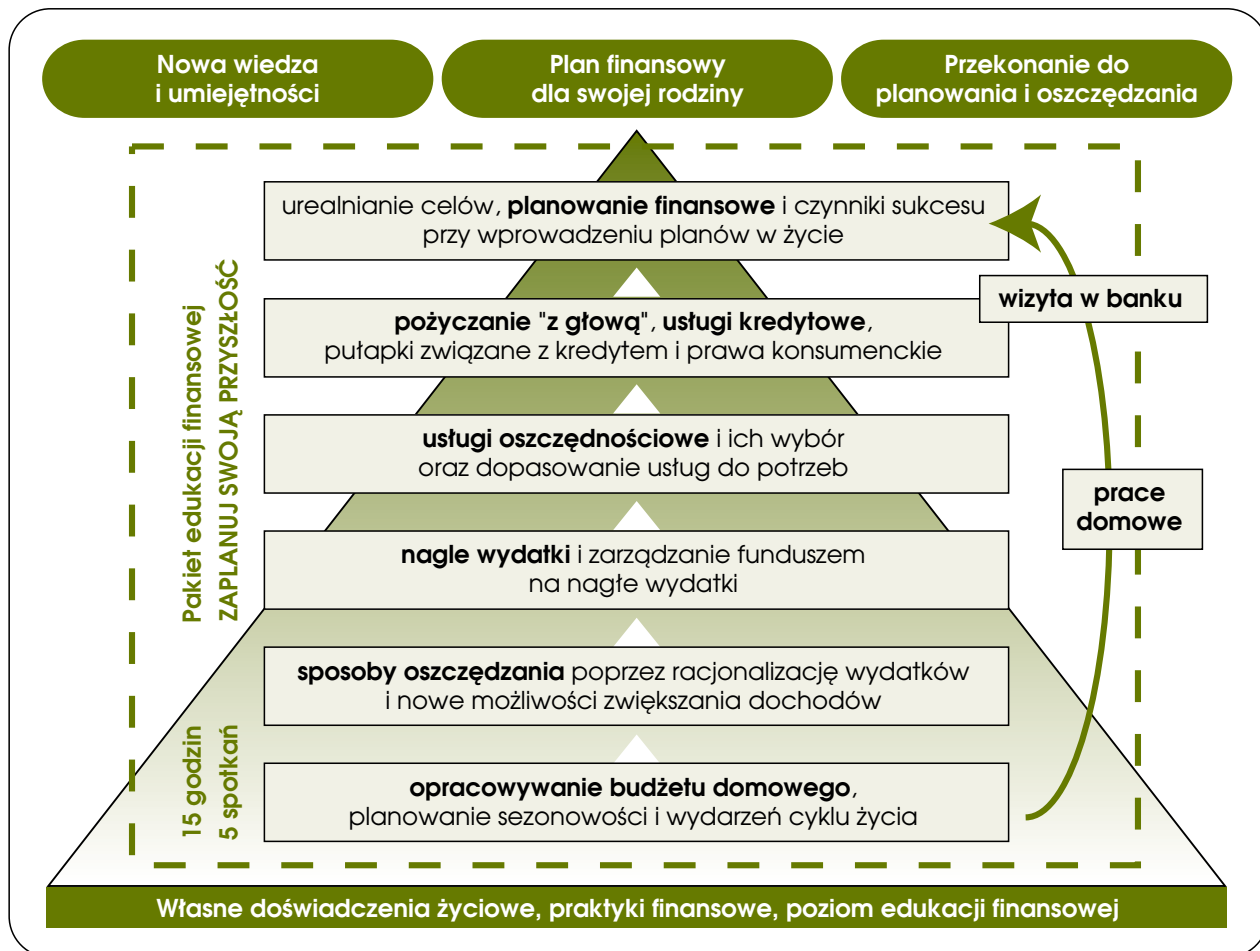 Nowa wiedza
i umiejętności
Plan finansowy
dla swojej rodziny
Przekonanie do
planowania i oszczędzania
urealnianie celów, planowanie finansowe i czynniki sukcesu
przy wprowadzeniu planów w życie
wizyta w banku
pożyczanie "z głową", usługi kredytowe,
pułapki związane z kredytem i prawa konsumenckie
usługi oszczędnościowe i ich wybór
oraz dopasowanie usług do potrzeb
prace
domowe
nagle wydatki i zarządzanie funduszem
na nagłe wydatki
sposoby oszczędzania poprzez racjonalizację wydatków
i nowe możliwości zwiększania dochodów
opracowywanie budżetu domowego,
planowanie sezonowości i wydarzeń cyklu życia
Pakiet edukacji finansowej
ZAPLANUJ SWOJĄ PRZYSZŁOŚĆ
15 godzin
5 spotkań
Własne doświadczenia życiowe, praktyki finansowe, poziom edukacji finansowej